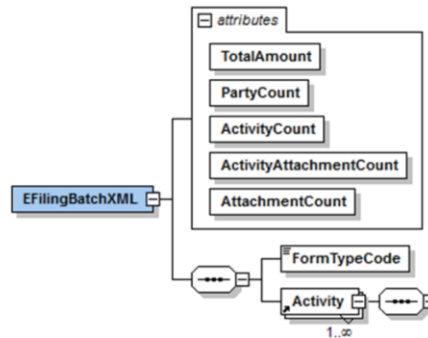 attributes
TotalAmount
PartyCount
ActivityCount
ActivityAttachmentCount
AttachmentCount
EFilingBatchXML
FormTypeCode
Activity
1..∞